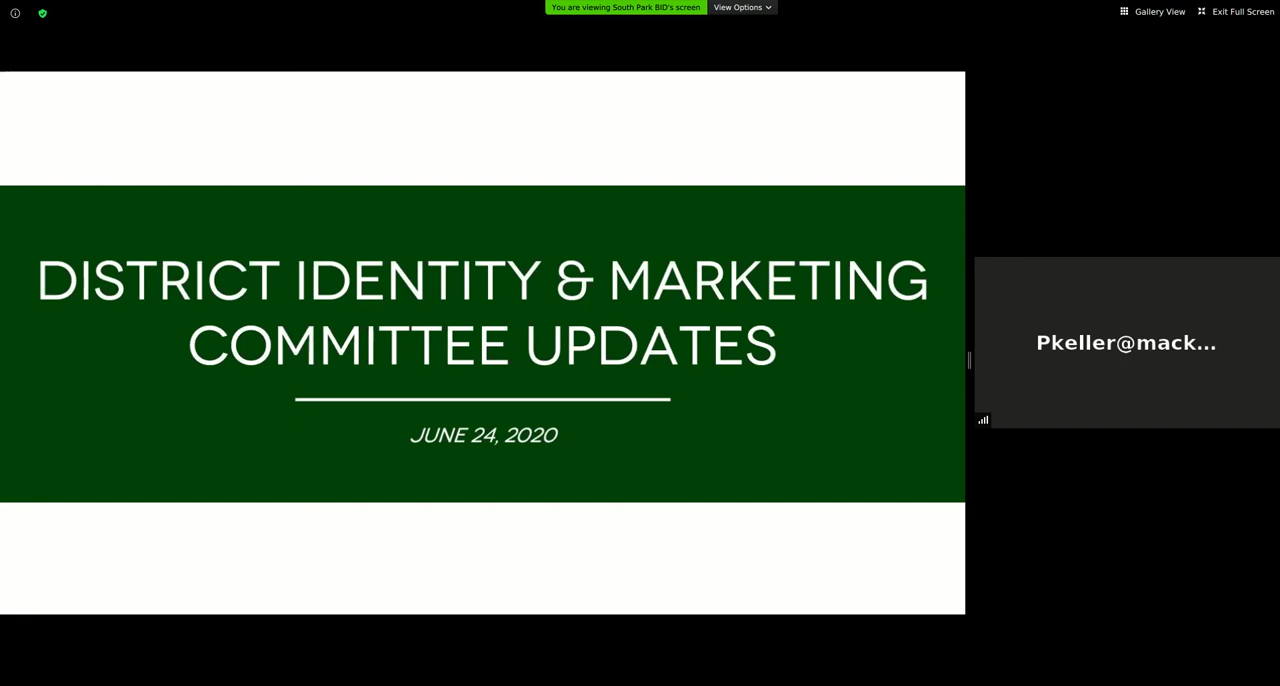 You are viewing South Park BID's screen
View Options
Gallery View
Exit Full Screen
DISTRICT IDENTITY & MARKETING
COMMITTEE UPDATES
JUNE 24, 2020
Pkeller@mack...